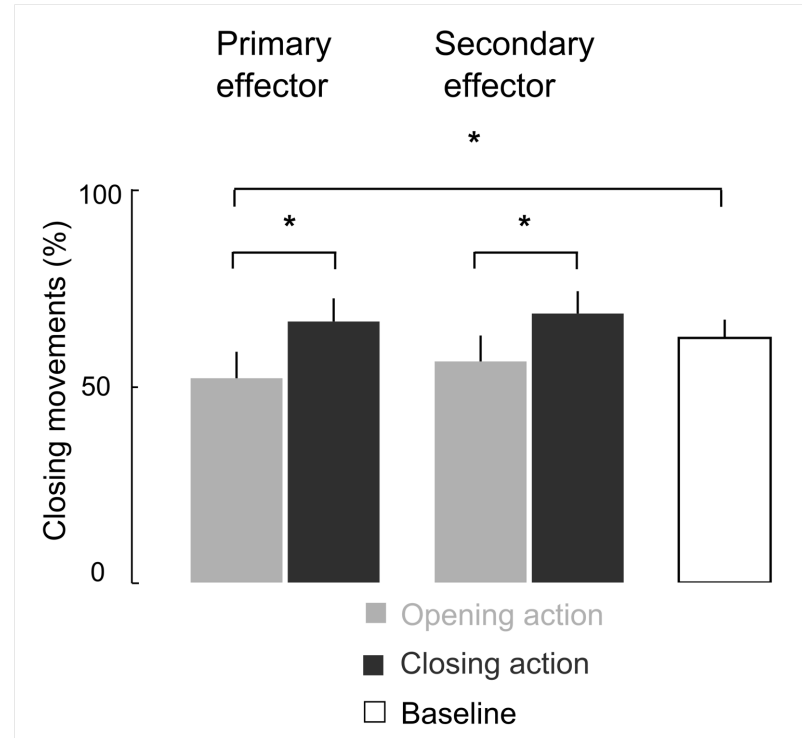 Primary
effector
Secondary
effector
*
100
*
*
Closing movements (%)
50
0
Opening action
Closing action
Baseline